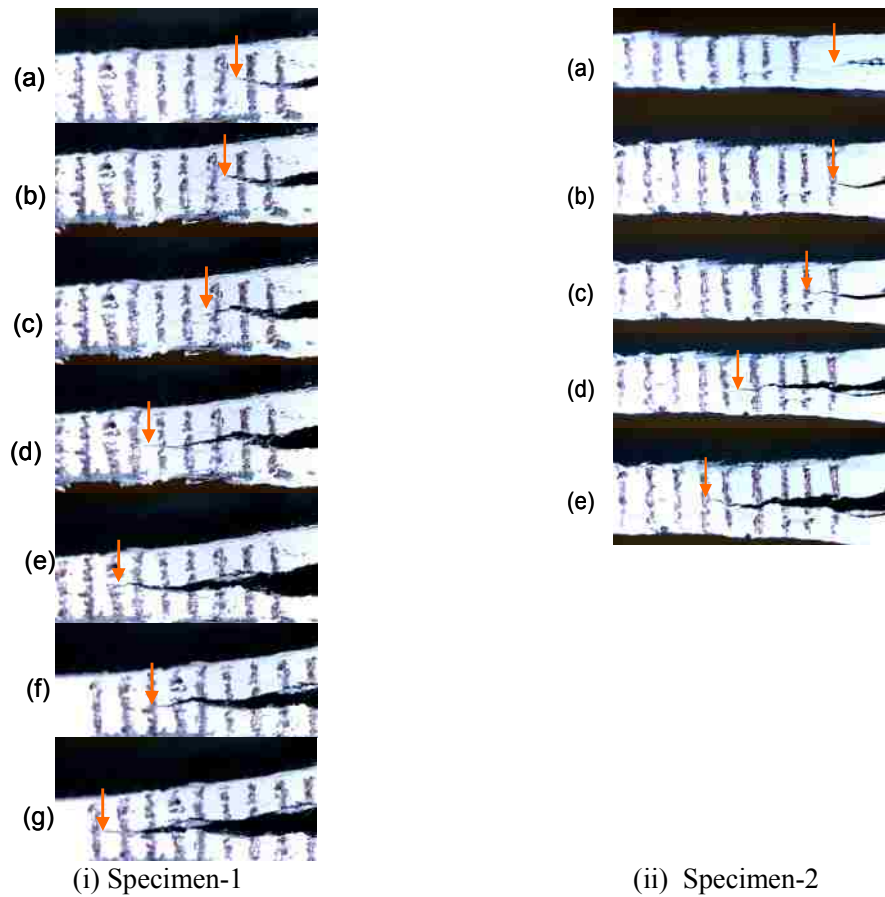 (a)
(b)
(c)
(d)
(e)
(f)
(g)
(i) Specimen-1
(a)
(b)
(c)
(d)
(e)
(ii) Specimen-2